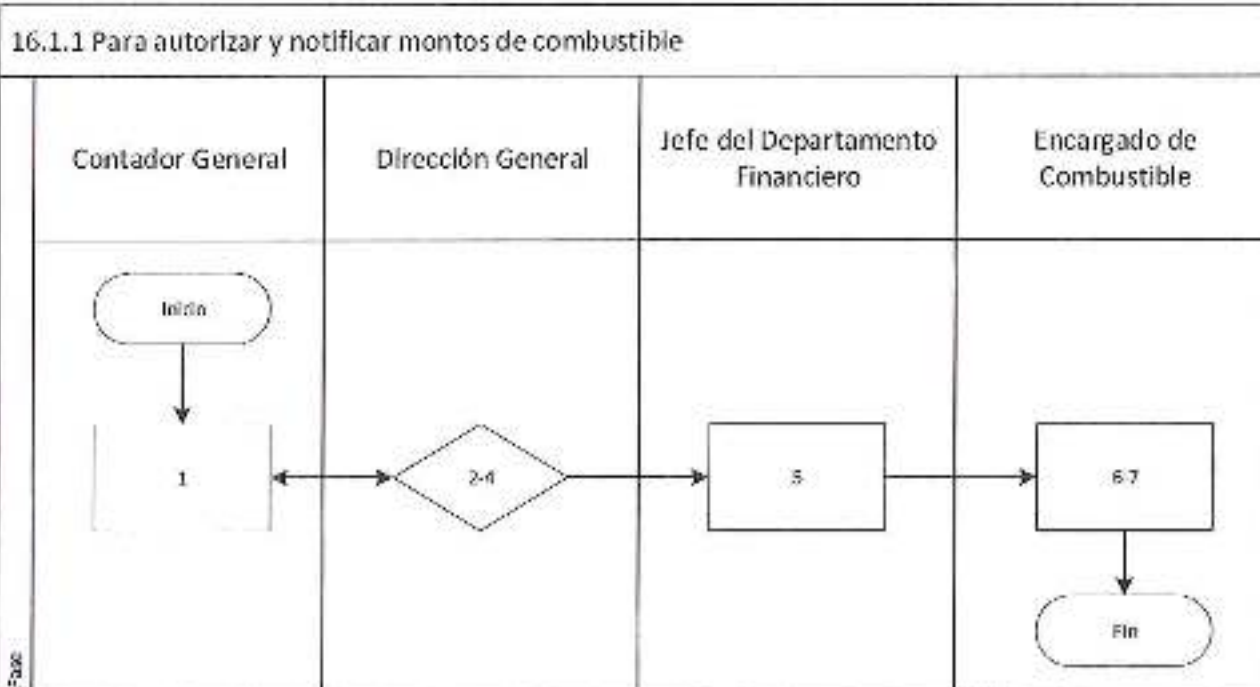 16.1.1 Para autorizar y notificar montos de combustible
Contador General
Dirección General
Jefe del Departamento
Financiero
Encargado de
Combustible
Inicio
1
2-4
5
6-7
Fin
Fase